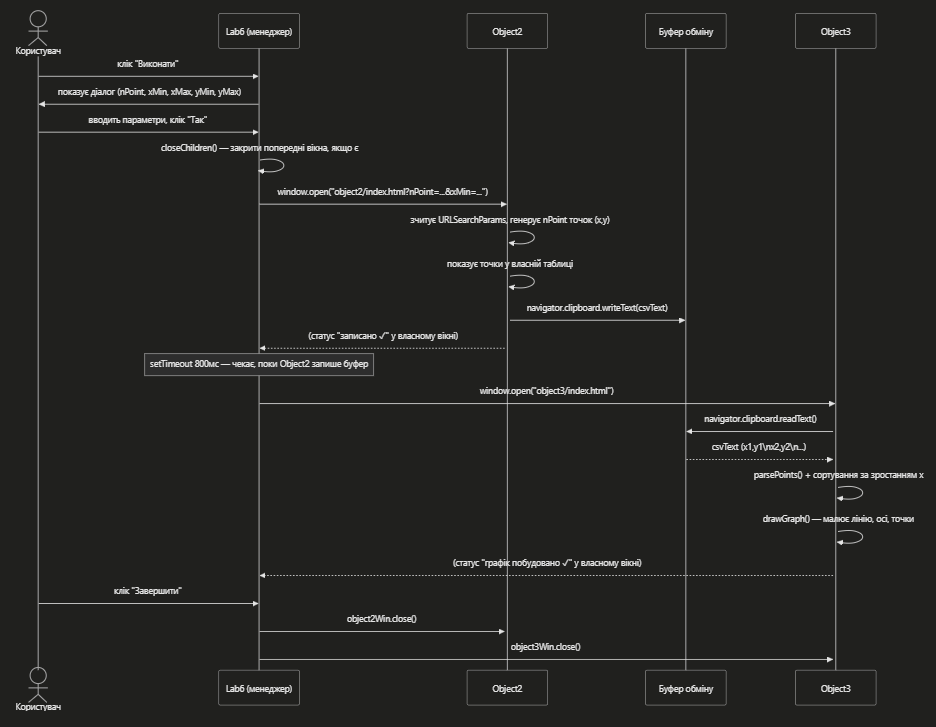 Користувач
Lab6 (менеджер)
Object2
Буфер обміну
Object3
клік "Виконати"
показує діалог (nPoint, xMin, xMax, yMin, yMax)
вводить параметри, клік "Так"
closeChildren() — закрити попередні вікна, якщо є
window.open("object2/index.html?nPoint=...&xMin=...")
зчитує URLSearchParams, генерує nPoint точок (x,y)
показує точки у власній таблиці
navigator.clipboard.writeText(csvText)
(статус "записано ✓" у власному вікні)
setTimeout 800мс — чекає, поки Object2 запише буфер
window.open("object3/index.html")
navigator.clipboard.readText()
csvText (x1,y1\nx2,y2\n...)
parsePoints() + сортування за зростанням x
drawGraph() — малює лінію, осі, точки
(статус "графік побудовано ✓" у власному вікні)
клік "Завершити"
object2Win.close()
object3Win.close()
Користувач
Lab6 (менеджер)
Object2
Буфер обміну
Object3